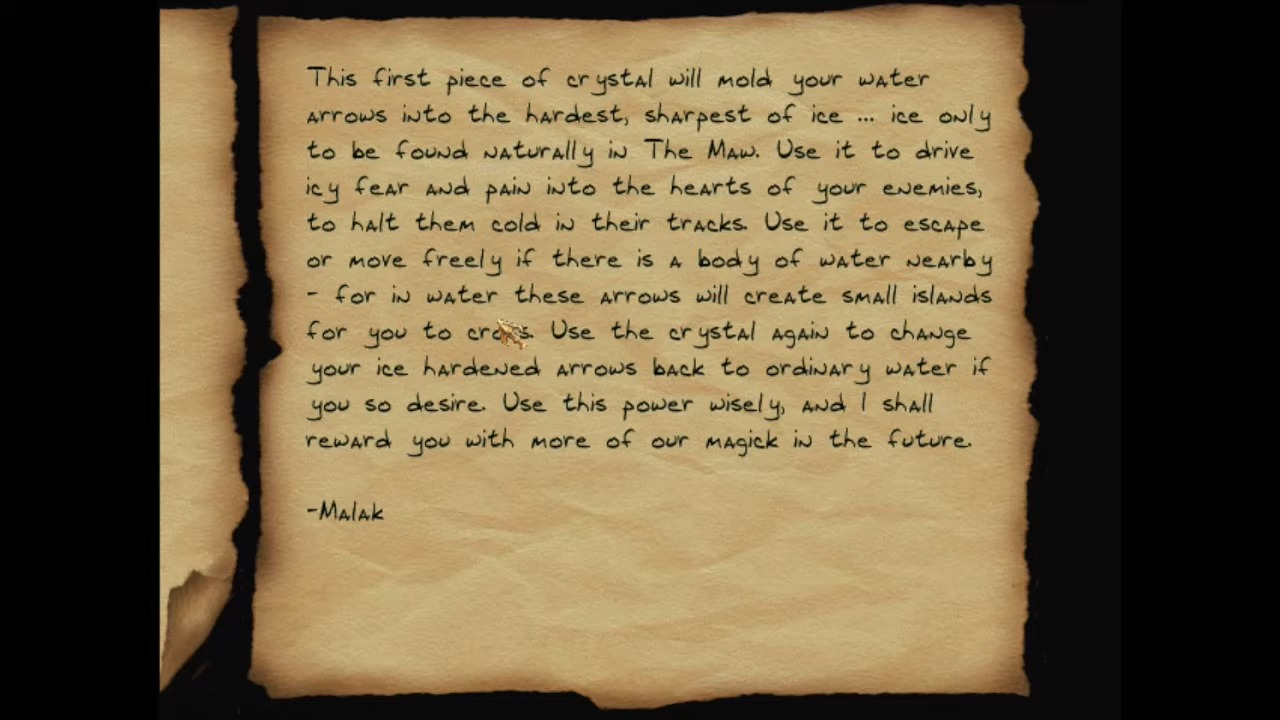 This first piece of crystal will mold your water
arrows into the hardest, sharpest of ice ... ice only
to be found naturally in The Maw. Use it to drive
icy fear and pain into the hearts of your enemies,
to halt them cold in their tracks. Use it to escape
or move freely if there is a body of water nearby
- for in water these arrows will create small islands
for you to cross. Use the crystal again to change
your ice hardened arrows back to ordinary water if
you so desire. Use this power wisely, and I shall
reward you with more of our magick in the future.
-Malak